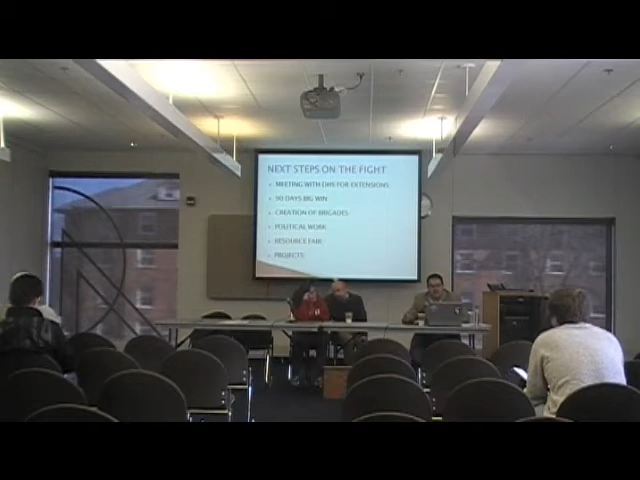 NEXT STEPS ON THE FIGHT
MEETING WITH DHS FOR EXTENSIONS
90 DAYS BIG WIN
CREATION OF BRIGADES
POLITICAL WORK
RESOURCE FAIR
PROJECTS